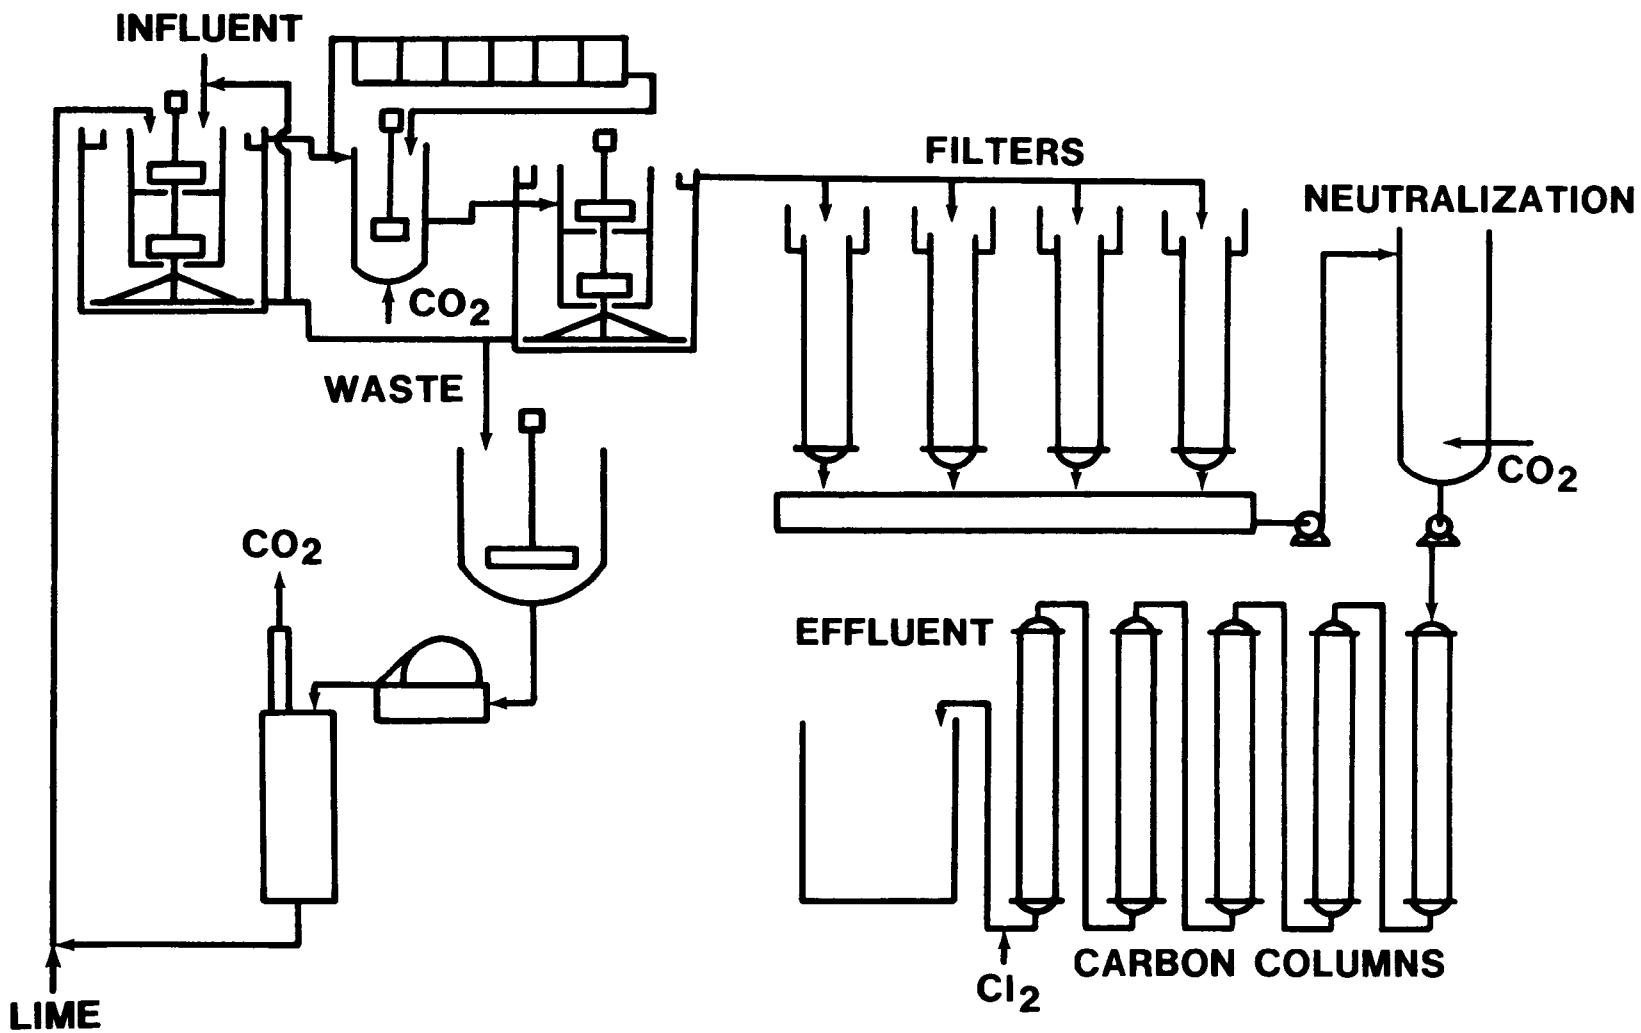 INFLUENT
FILTERS
NEUTRALIZATION
CO2
WASTE
CO2
CO2
EFFLUENT
CARBON COLUMNS
Cl2
LIME